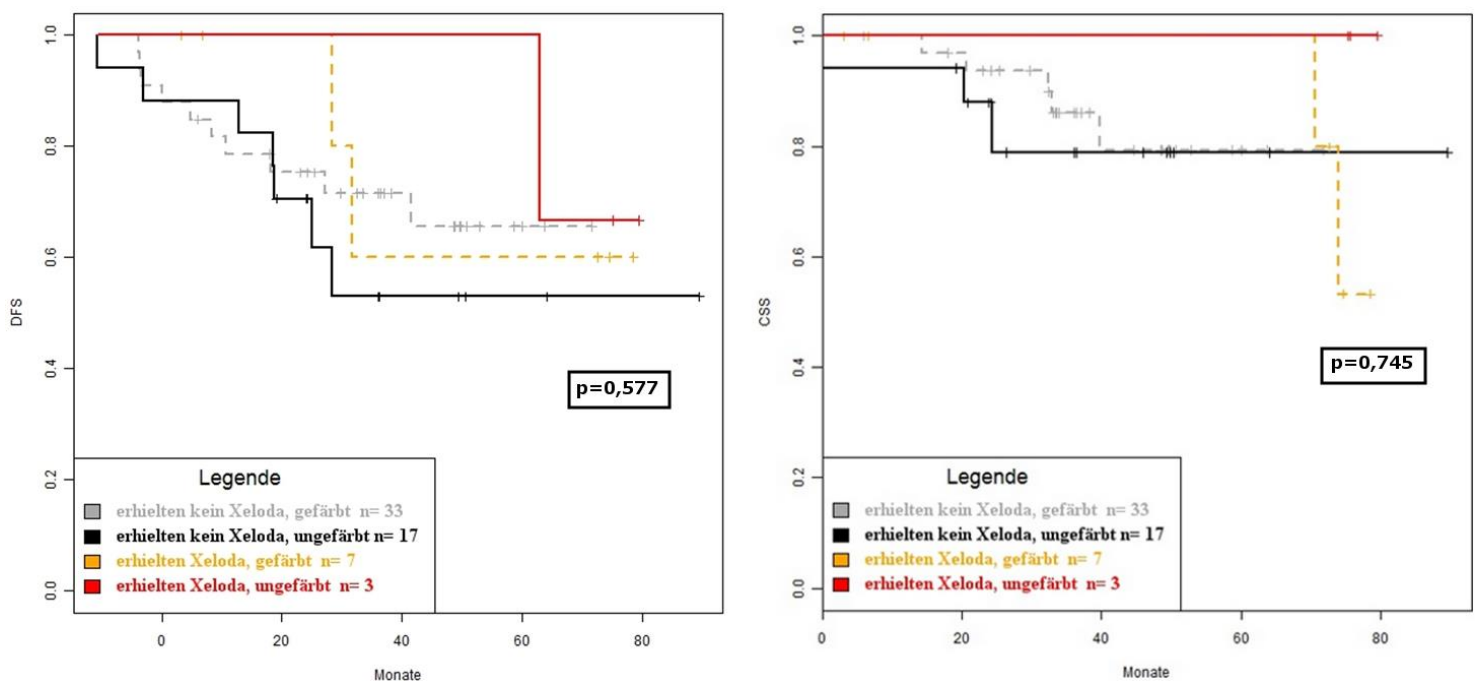 DFS
1.0
0.8
0.6
0.4
0.2
0.0
p=0,577
Legende
erhielten kein Xeloda, gefärbt n= 33
erhielten kein Xeloda, ungefärbt n= 17
erhielten Xeloda, gefärbt n= 7
erhielten Xeloda, ungefärbt n= 3
0 20 40 60 80
Monate
CSS
1.0
0.8
0.6
0.4
0.2
0.0
p=0,745
Legende
erhielten kein Xeloda, gefärbt n= 33
erhielten kein Xeloda, ungefärbt n= 17
erhielten Xeloda, gefärbt n= 7
erhielten Xeloda, ungefärbt n= 3
0 20 40 60 80
Monate